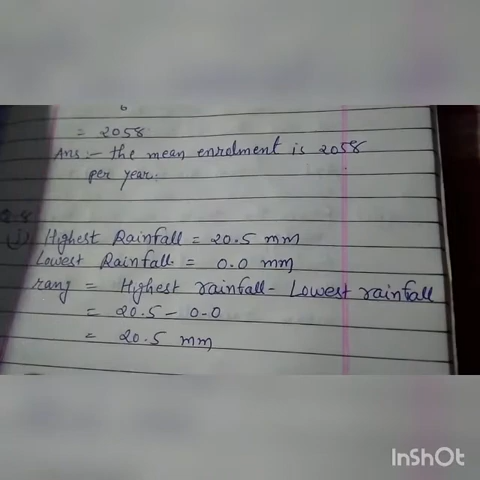 6
= 2058
Ans :- the mean enrolment is 2058
per year.
Q.8
(i) Highest Rainfall = 20.5 mm
Lowest Rainfall = 0.0 mm
rang = Highest rainfall - Lowest rainfall
= 20.5 - 0.0
= 20.5 mm
InShOt